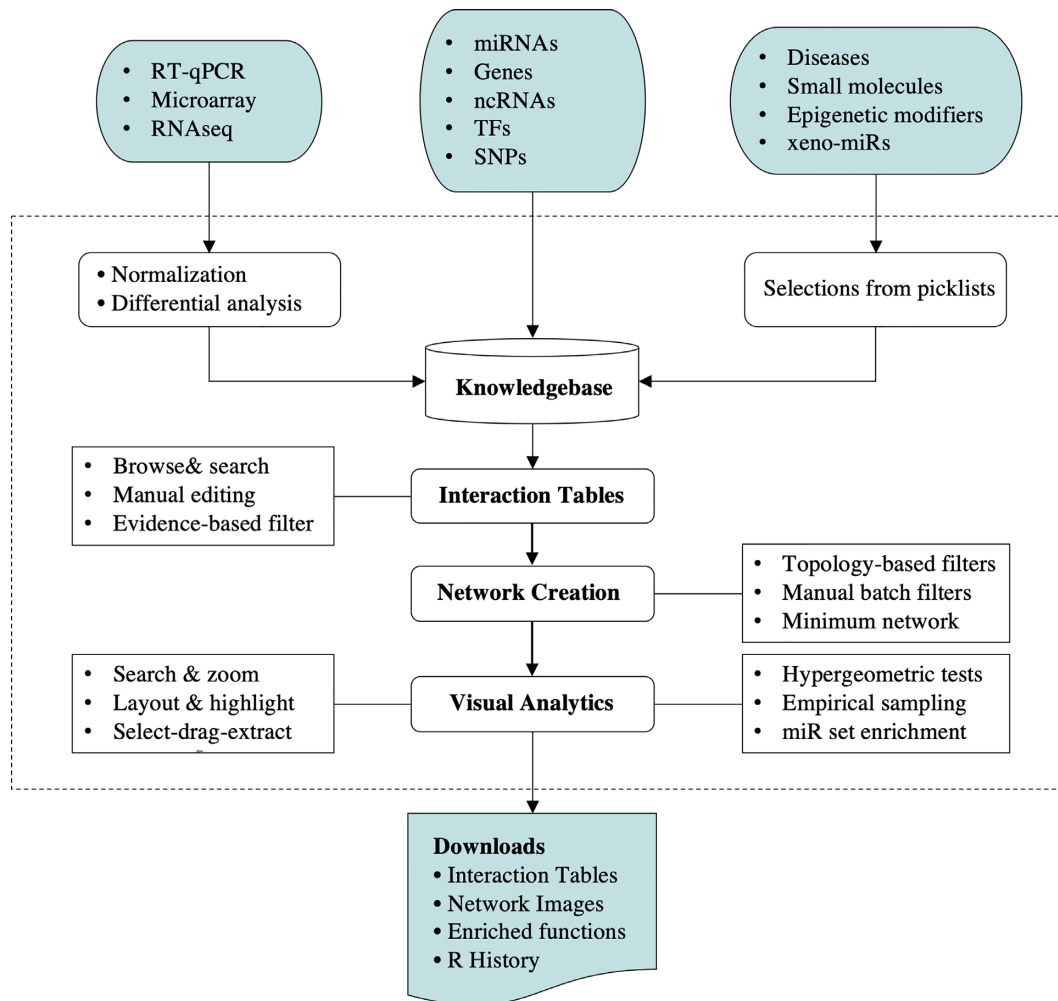 • RT-qPCR
• Microarray
• RNAseq
• miRNAs
• Genes
• ncRNAs
• TFs
• SNPs
• Diseases
• Small molecules
• Epigenetic modifiers
• xeno-miRs
• Normalization
• Differential analysis
Selections from picklists
Knowledgebase
• Browse& search
• Manual editing
• Evidence-based filter
Interaction Tables
Network Creation
• Topology-based filters
• Manual batch filters
• Minimum network
• Search & zoom
• Layout & highlight
• Select-drag-extract
Visual Analytics
• Hypergeometric tests
• Empirical sampling
• miR set enrichment
Downloads
• Interaction Tables
• Network Images
• Enriched functions
• R History